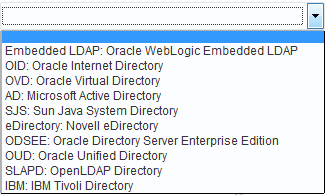 Embedded LDAP: Oracle WebLogic Embedded LDAP
OID: Oracle Internet Directory
OVD: Oracle Virtual Directory
AD: Microsoft Active Directory
SJS: Sun Java System Directory
eDirectory: Novell eDirectory
ODSEE: Oracle Directory Server Enterprise Edition
OUD: Oracle Unified Directory
SLAPD: OpenLDAP Directory
IBM: IBM Tivoli Directory